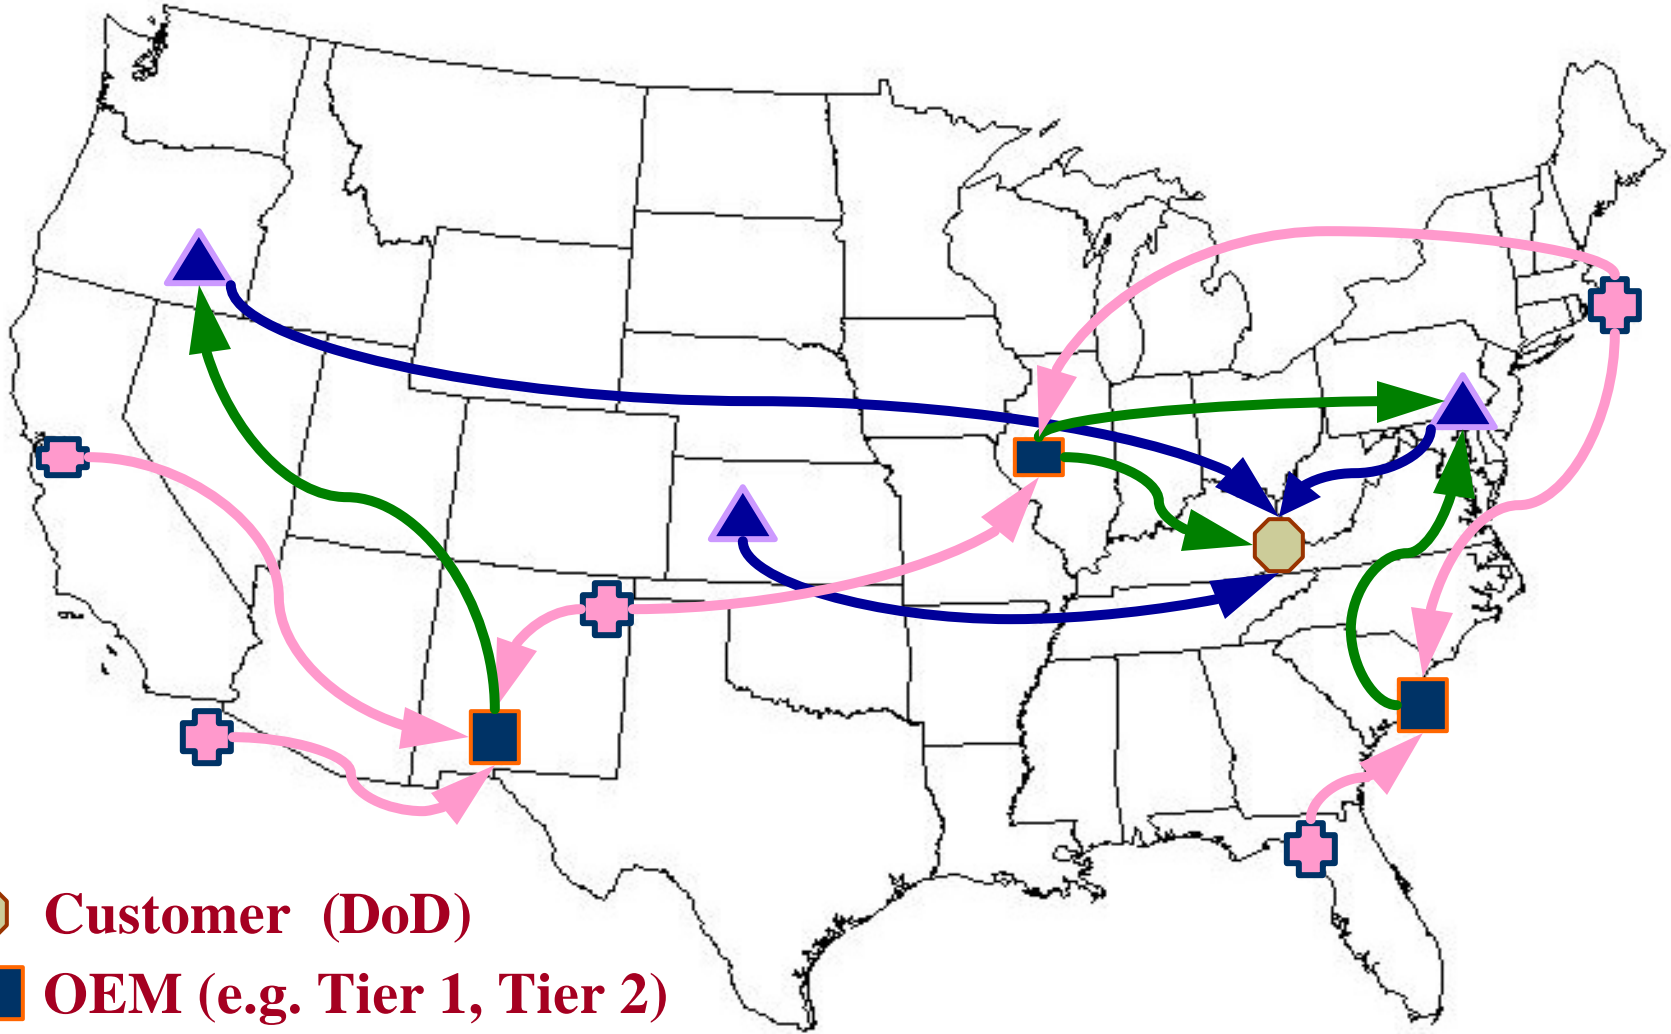 Customer (DoD)
OEM (e.g. Tier 1, Tier 2)